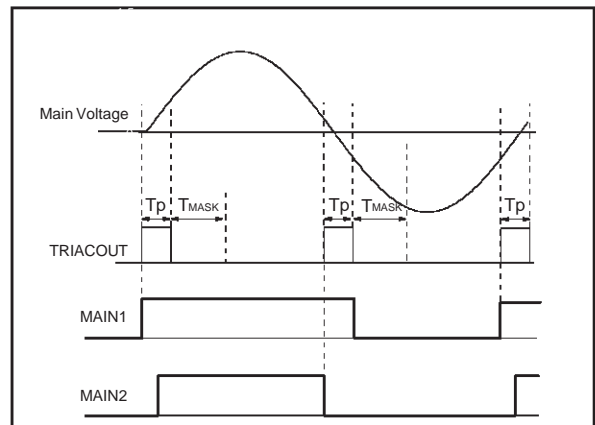 Main Voltage
Tp TMASK Tp TMASK Tp
TRIACOUT
MAIN1
MAIN2